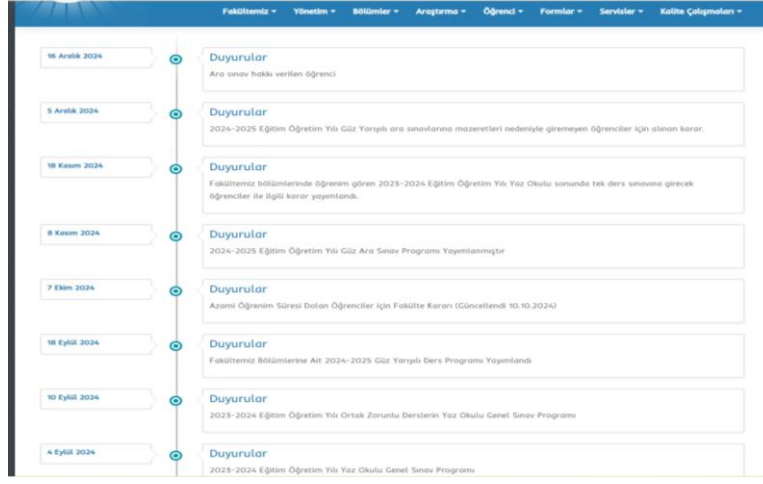 Fakültemiz Yönetim Bölümler Araştırma Öğrenci Formlar Servisler Kalite Çalışmaları
16 Aralık 2024
Duyurular
Ara sınav hakkı verilen öğrenci
5 Aralık 2024
Duyurular
2024-2025 Eğitim Öğretim Yılı Güz Yarıyılı ara sınavlarına mazeretleri nedeniyle giremeyen öğrenciler için alınan karar.
18 Kasım 2024
Duyurular
Fakültemiz bölümlerinde öğrenim gören 2023-2024 Eğitim Öğretim Yılı Yaz Okulu sonunda tek ders sınavına girecek
öğrenciler ile ilgili karar yayımlandı.
8 Kasım 2024
Duyurular
2024-2025 Eğitim Öğretim Yılı Güz Ara Sınav Programı Yayımlanmıştır
7 Ekim 2024
Duyurular
Azami Öğrenim Süresi Dolan Öğrenciler için Fakülte Kararı (Güncellendi 10.10.2024)
18 Eylül 2024
Duyurular
Fakültemiz Bölümlerine Ait 2024-2025 Güz Yarıyılı Ders Programı Yayımlandı
10 Eylül 2024
Duyurular
2023-2024 Eğitim Öğretim Yılı Ortak Zorunlu Derslerin Yaz Okulu Genel Sınav Programı
4 Eylül 2024
Duyurular
2023-2024 Eğitim Öğretim Yılı Yaz Okulu Genel Sınav Programı